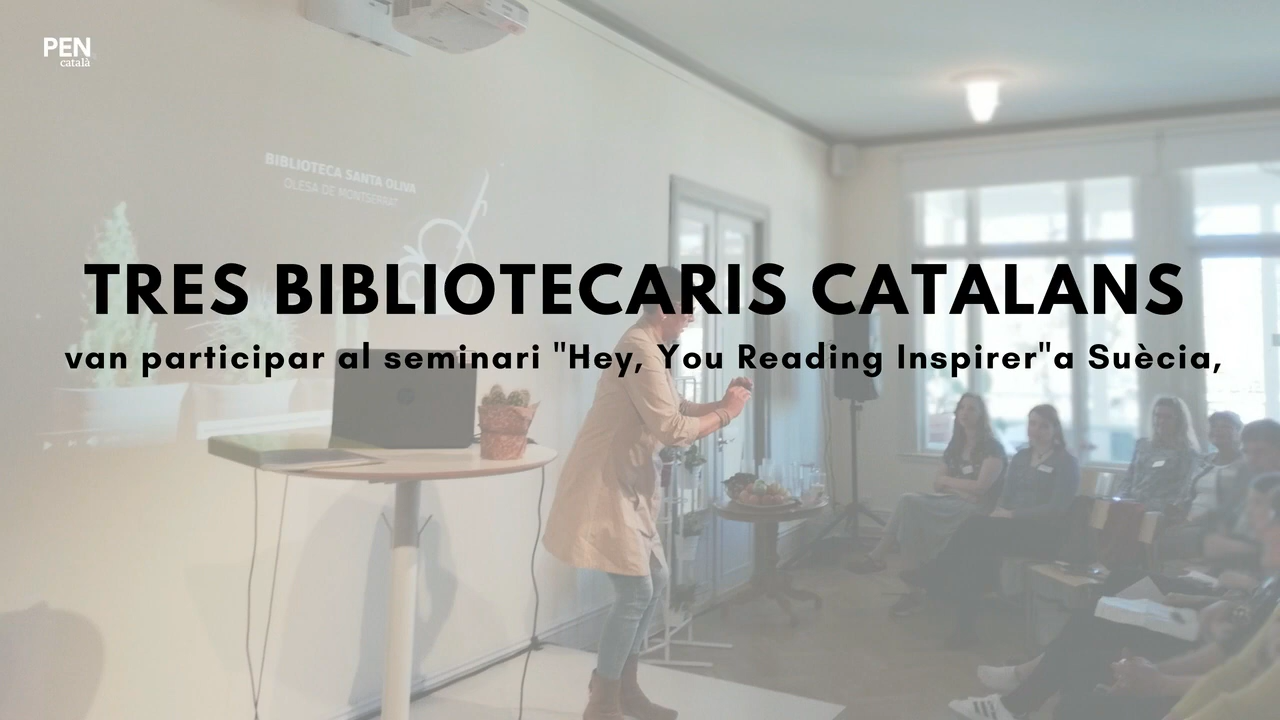 PEN
català
BIBLIOTECA SANTA OLIVA
OLESA DE MONTSERRAT
TRES BIBLIOTECARIS CATALANS
van participar al seminari "Hey, You Reading Inspirer"a Suècia,